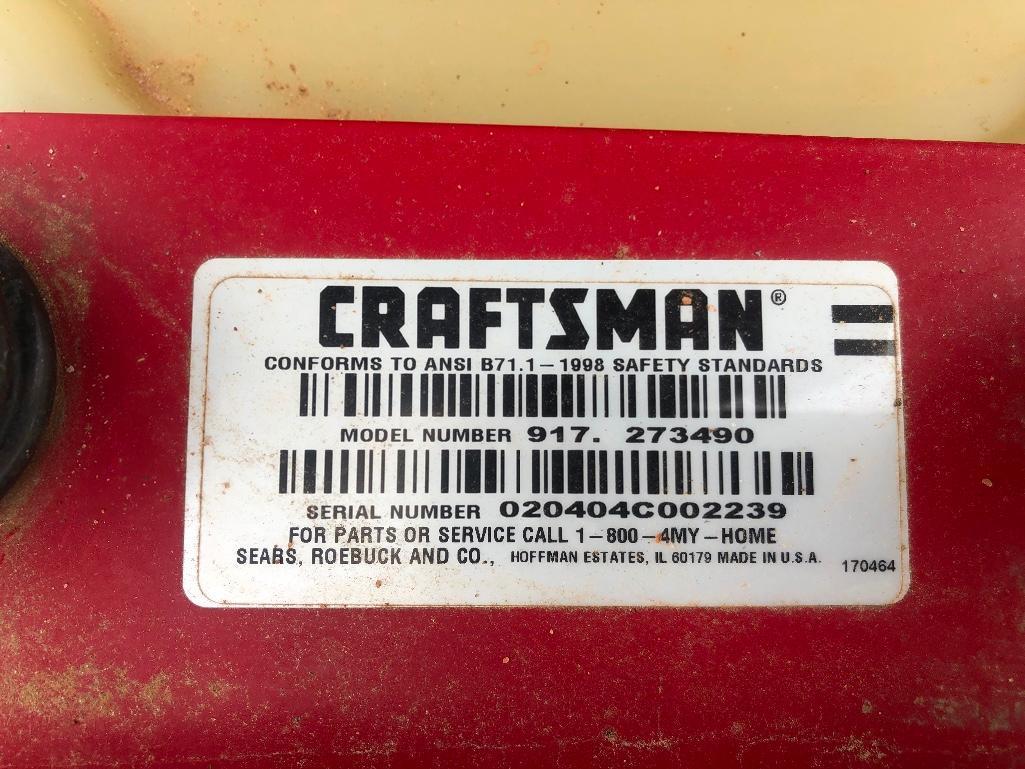 CRAFTSMAN®
CONFORMS TO ANSI B71.1-1998 SAFETY STANDARDS
MODEL NUMBER 917. 273490
SERIAL NUMBER 020404C002239
FOR PARTS OR SERVICE CALL 1-800-4MY-HOME
SEARS, ROEBUCK AND CO., HOFFMAN ESTATES, IL 60179 MADE IN U.S.A. 170464